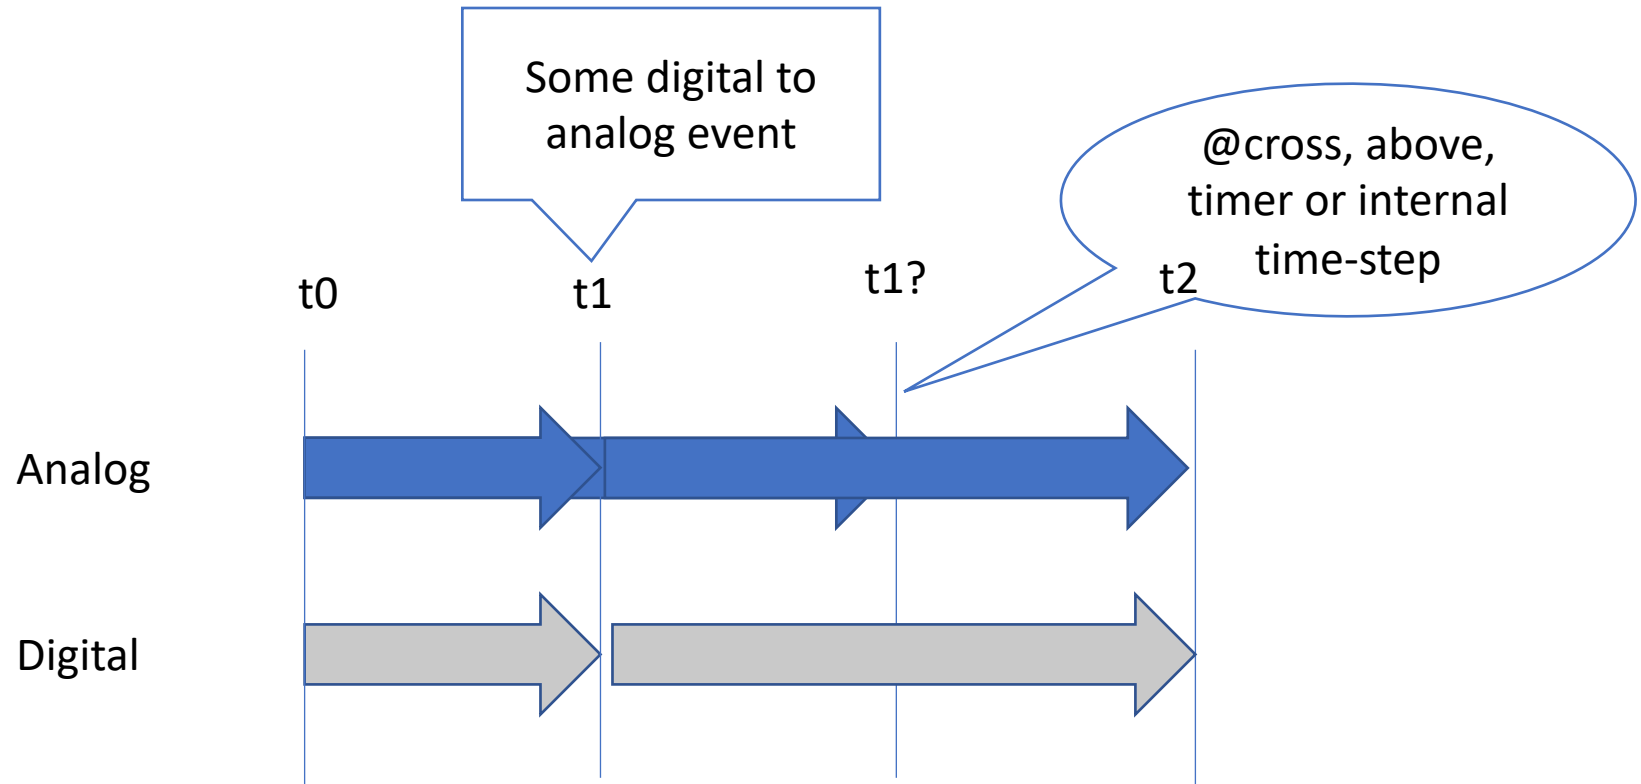 Some digital to
analog event
@cross, above,
timer or internal
time-step
t0
t1
t1?
t2
Analog
Digital